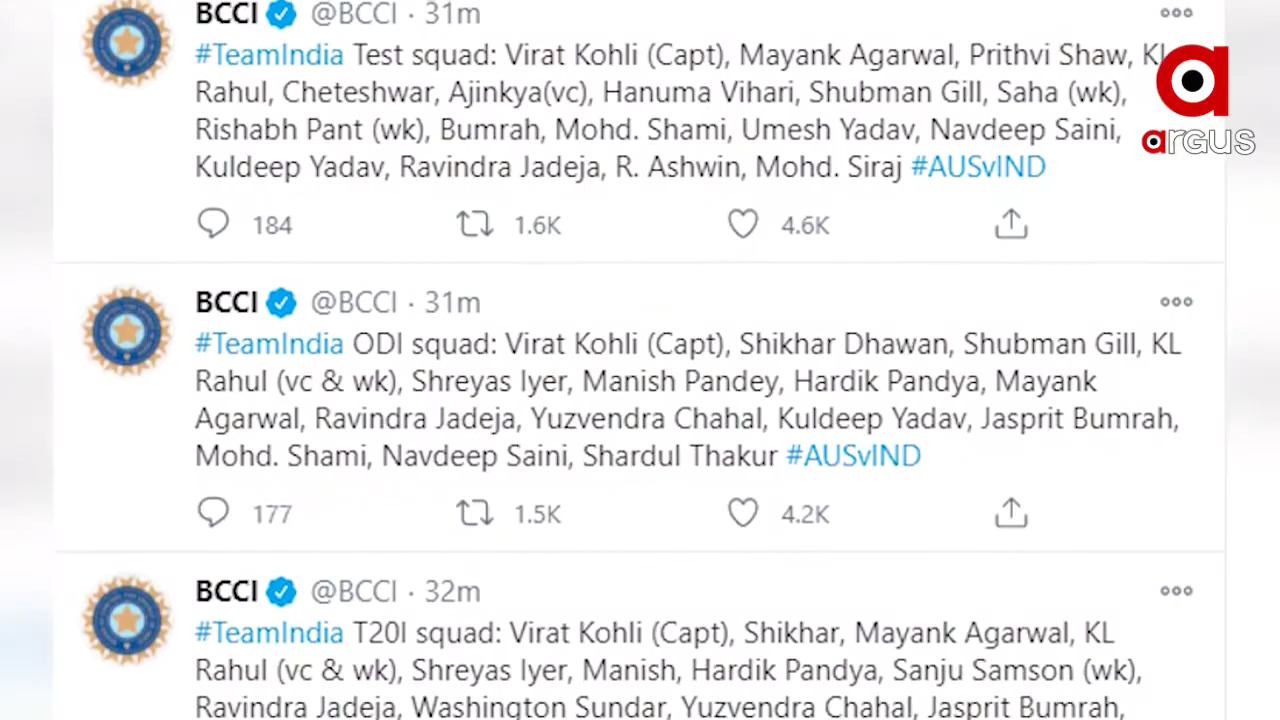 BCCI @BCCI · 31m
#TeamIndia Test squad: Virat Kohli (Capt), Mayank Agarwal, Prithvi Shaw, KL
Rahul, Cheteshwar, Ajinkya(vc), Hanuma Vihari, Shubman Gill, Saha (wk),
Rishabh Pant (wk), Bumrah, Mohd. Shami, Umesh Yadav, Navdeep Saini,
Kuldeep Yadav, Ravindra Jadeja, R. Ashwin, Mohd. Siraj #AUSvIND
184 1.6K 4.6K
a
argus
BCCI @BCCI · 31m
#TeamIndia ODI squad: Virat Kohli (Capt), Shikhar Dhawan, Shubman Gill, KL
Rahul (vc & wk), Shreyas Iyer, Manish Pandey, Hardik Pandya, Mayank
Agarwal, Ravindra Jadeja, Yuzvendra Chahal, Kuldeep Yadav, Jasprit Bumrah,
Mohd. Shami, Navdeep Saini, Shardul Thakur #AUSvIND
177 1.5K 4.2K
BCCI @BCCI · 32m
#TeamIndia T20I squad: Virat Kohli (Capt), Shikhar, Mayank Agarwal, KL
Rahul (vc & wk), Shreyas Iyer, Manish, Hardik Pandya, Sanju Samson (wk),
Ravindra Jadeja, Washington Sundar, Yuzvendra Chahal, Jasprit Bumrah,